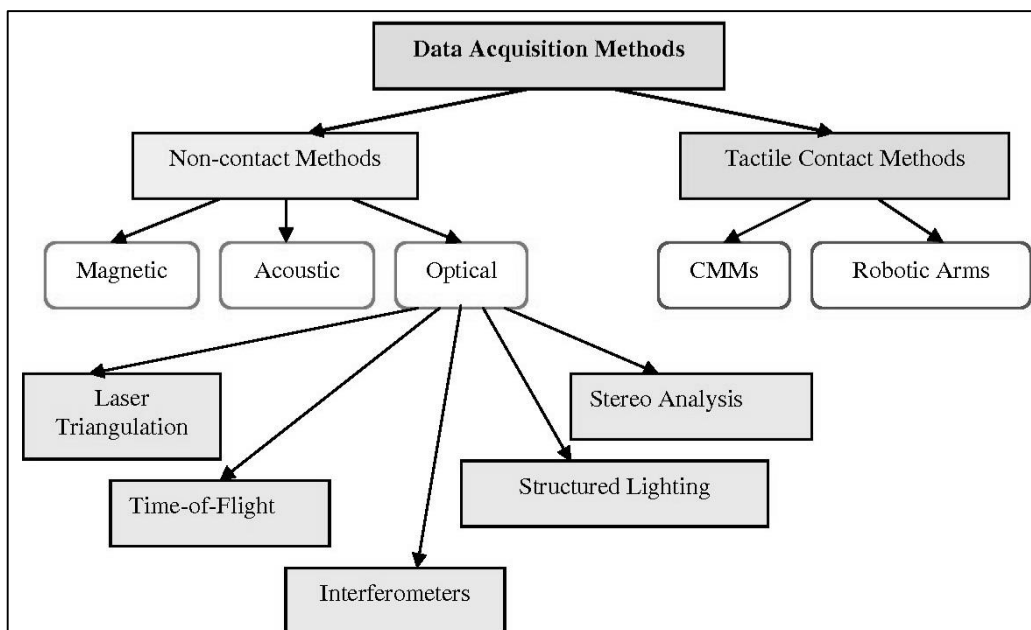 Data Acquisition Methods
Non-contact Methods
Tactile Contact Methods
Magnetic
Acoustic
Optical
CMMs
Robotic Arms
Laser
Triangulation
Stereo Analysis
Time-of-Flight
Structured Lighting
Interferometers